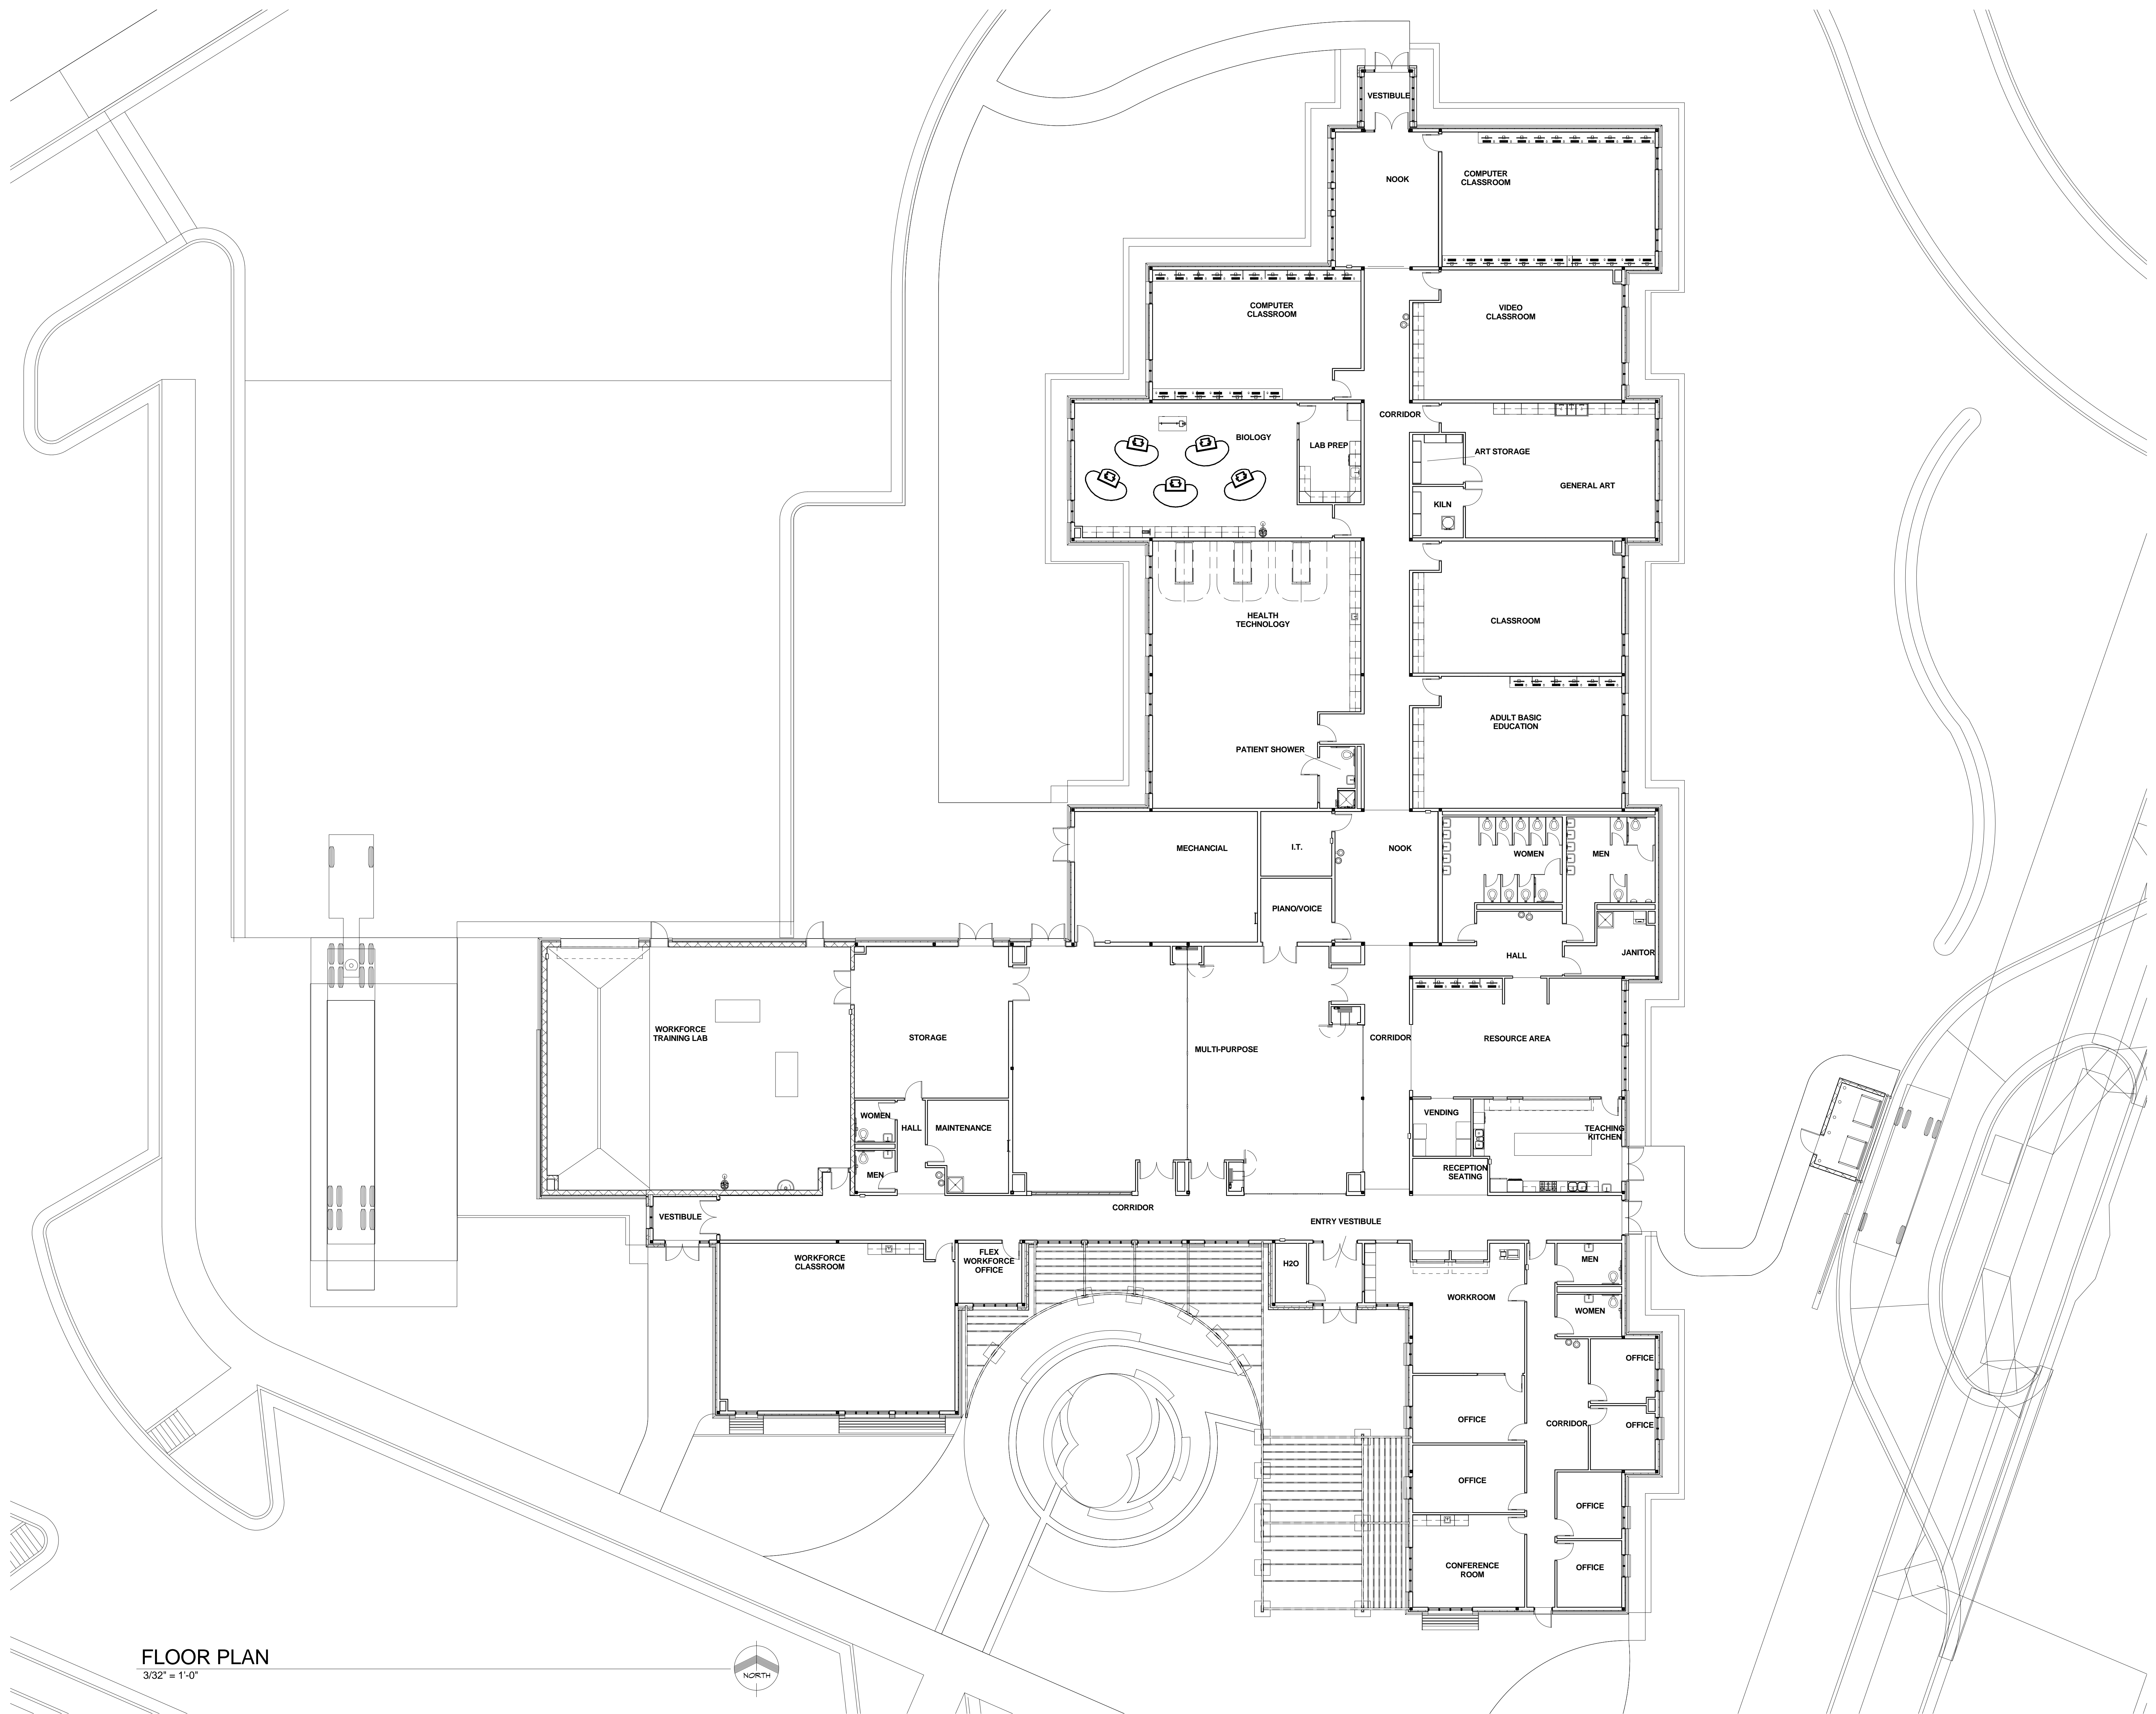 VESTIBULE
NOOK
COMPUTER
CLASSROOM
COMPUTER
CLASSROOM
VIDEO
CLASSROOM
CORRIDOR
BIOLOGY
LAB PREP
ART STORAGE
GENERAL ART
KILN
HEALTH
TECHNOLOGY
CLASSROOM
ADULT BASIC
EDUCATION
PATIENT SHOWER
MECHANCIAL
I.T.
NOOK
WOMEN
MEN
PIANO/VOICE
HALL
JANITOR
WORKFORCE
TRAINING LAB
STORAGE
MULTI-PURPOSE
CORRIDOR
RESOURCE AREA
WOMEN
HALL
MAINTENANCE
VENDING
TEACHING
KITCHEN
MEN
RECEPTION
SEATING
VESTIBULE
CORRIDOR
ENTRY VESTIBULE
WORKFORCE
CLASSROOM
FLEX
WORKFORCE
OFFICE
H2O
MEN
WORKROOM
WOMEN
OFFICE
OFFICE
CORRIDOR
OFFICE
OFFICE
OFFICE
CONFERENCE
ROOM
OFFICE
FLOOR PLAN
3/32" = 1'-0"
NORTH